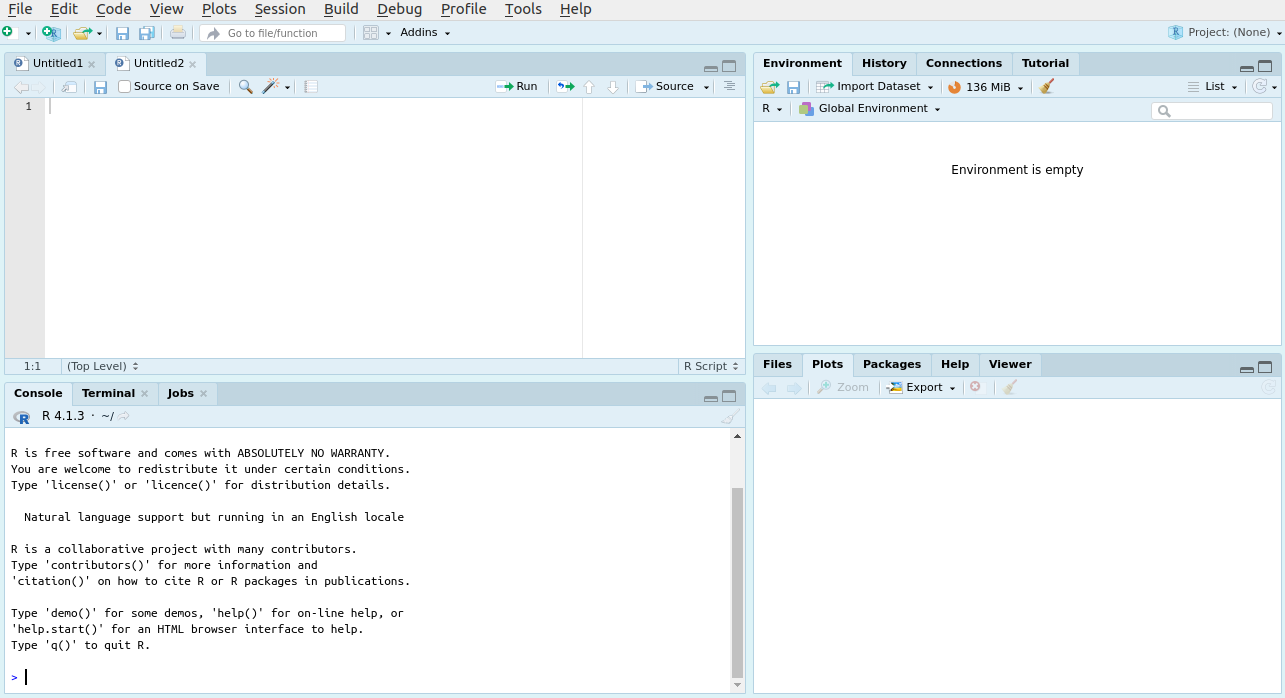 File Edit Code View Plots Session Build Debug Profile Tools Help
Go to file/function Addins Project: (None)
Untitled1 Untitled2
Source on Save Run Source
1
1:1 (Top Level) R Script
Console Terminal Jobs
R 4.1.3 · ~/
R is free software and comes with ABSOLUTELY NO WARRANTY.
You are welcome to redistribute it under certain conditions.
Type 'license()' or 'licence()' for distribution details.
Natural language support but running in an English locale
R is a collaborative project with many contributors.
Type 'contributors()' for more information and
'citation()' on how to cite R or R packages in publications.
Type 'demo()' for some demos, 'help()' for on-line help, or
'help.start()' for an HTML browser interface to help.
Type 'q()' to quit R.
>
Environment History Connections Tutorial
Import Dataset 136 MiB List
R Global Environment
Environment is empty
Files Plots Packages Help Viewer
Zoom Export